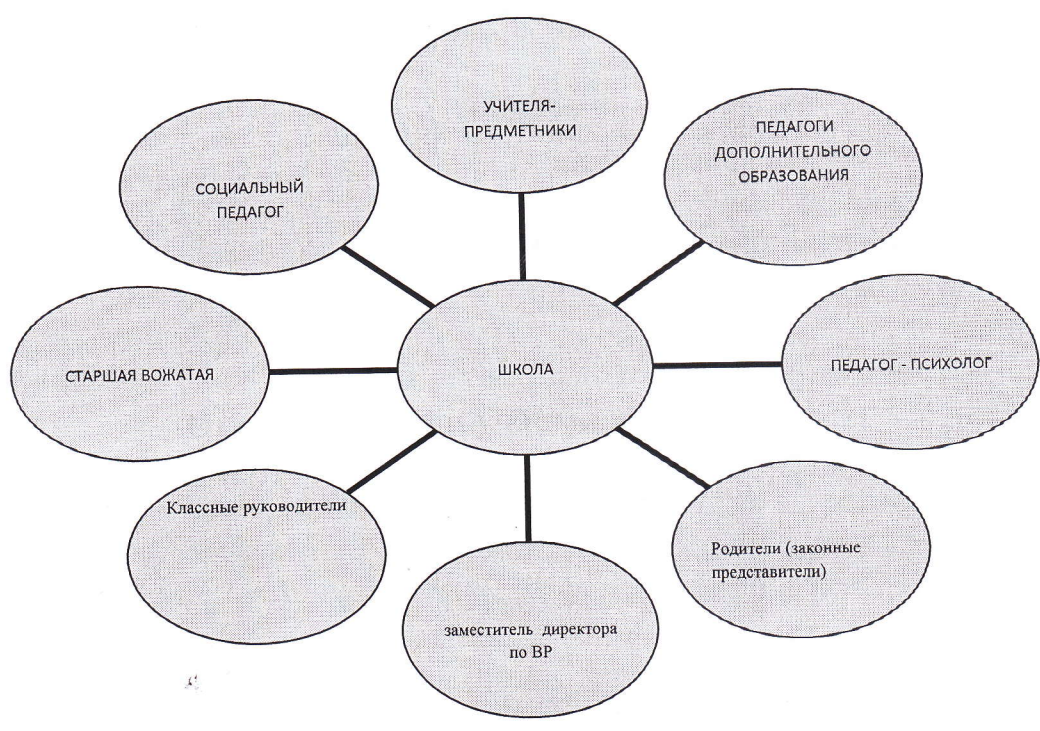 УЧИТЕЛЯ-
ПРЕДМЕТНИКИ
ПЕДАГОГИ
ДОПОЛНИТЕЛЬНОГО
ОБРАЗОВАНИЯ
СОЦИАЛЬНЫЙ
ПЕДАГОГ
СТАРШАЯ ВОЖАТАЯ
ШКОЛА
ПЕДАГОГ - ПСИХОЛОГ
Классные руководители
Родители (законные
представители)
заместитель директора
по ВР